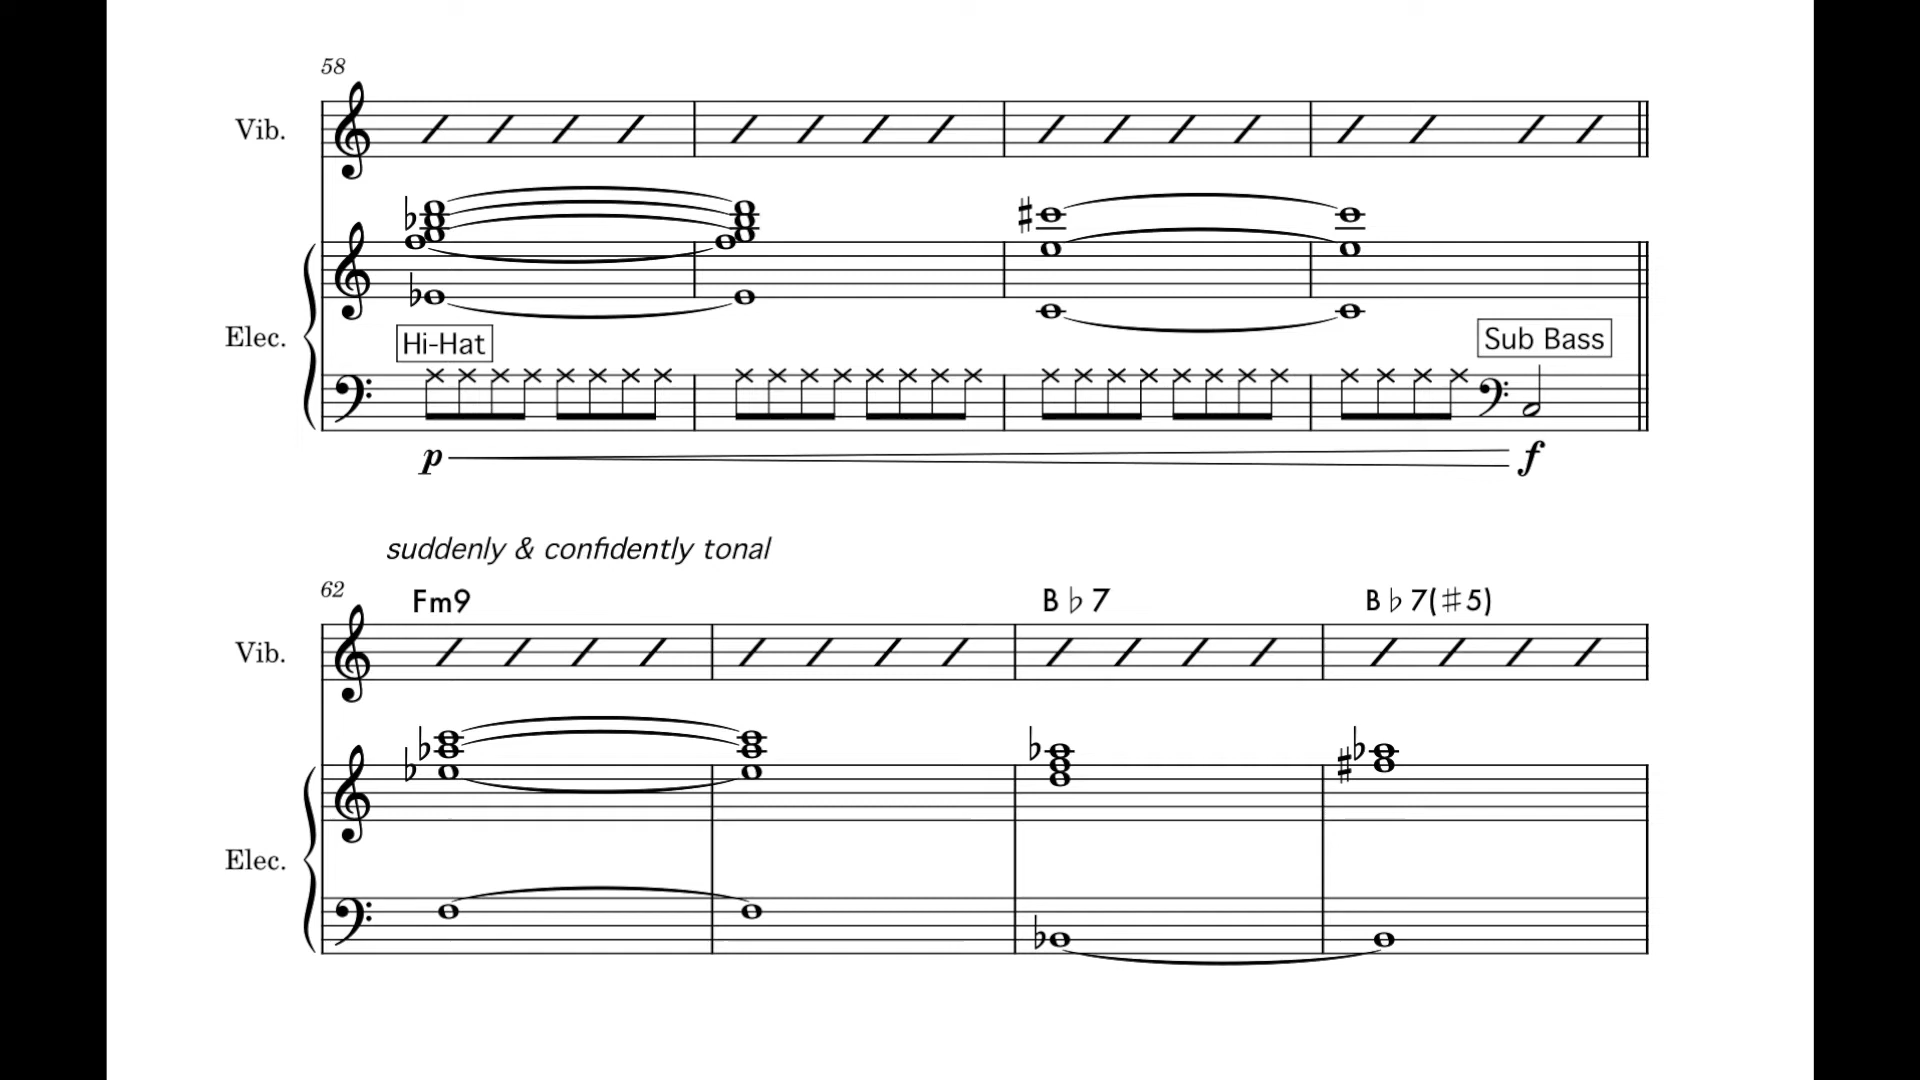 58
Vib.
Elec.
Hi-Hat
Sub Bass
p
f
suddenly & confidently tonal
62
Fm9 B♭7 B♭7(♯5)
Vib.
Elec.